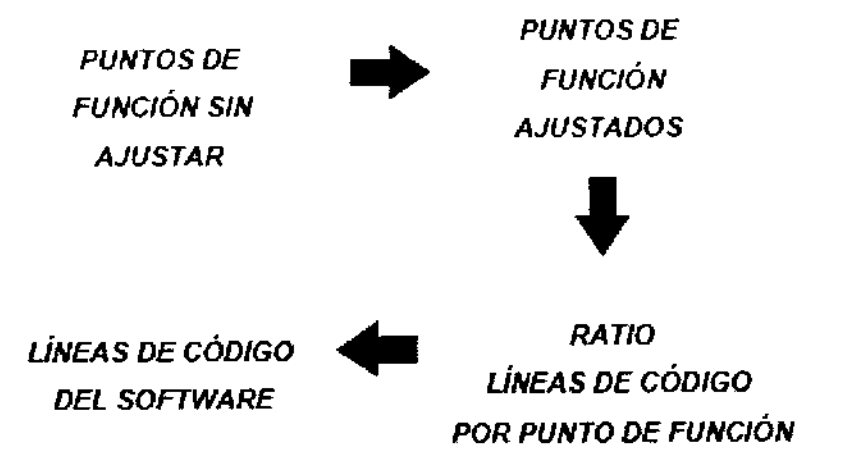 PUNTOS DE
FUNCIÓN SIN
AJUSTAR
PUNTOS DE
FUNCIÓN
AJUSTADOS
RATIO
LÍNEAS DE CÓDIGO
POR PUNTO DE FUNCIÓN
LÍNEAS DE CÓDIGO
DEL SOFTWARE